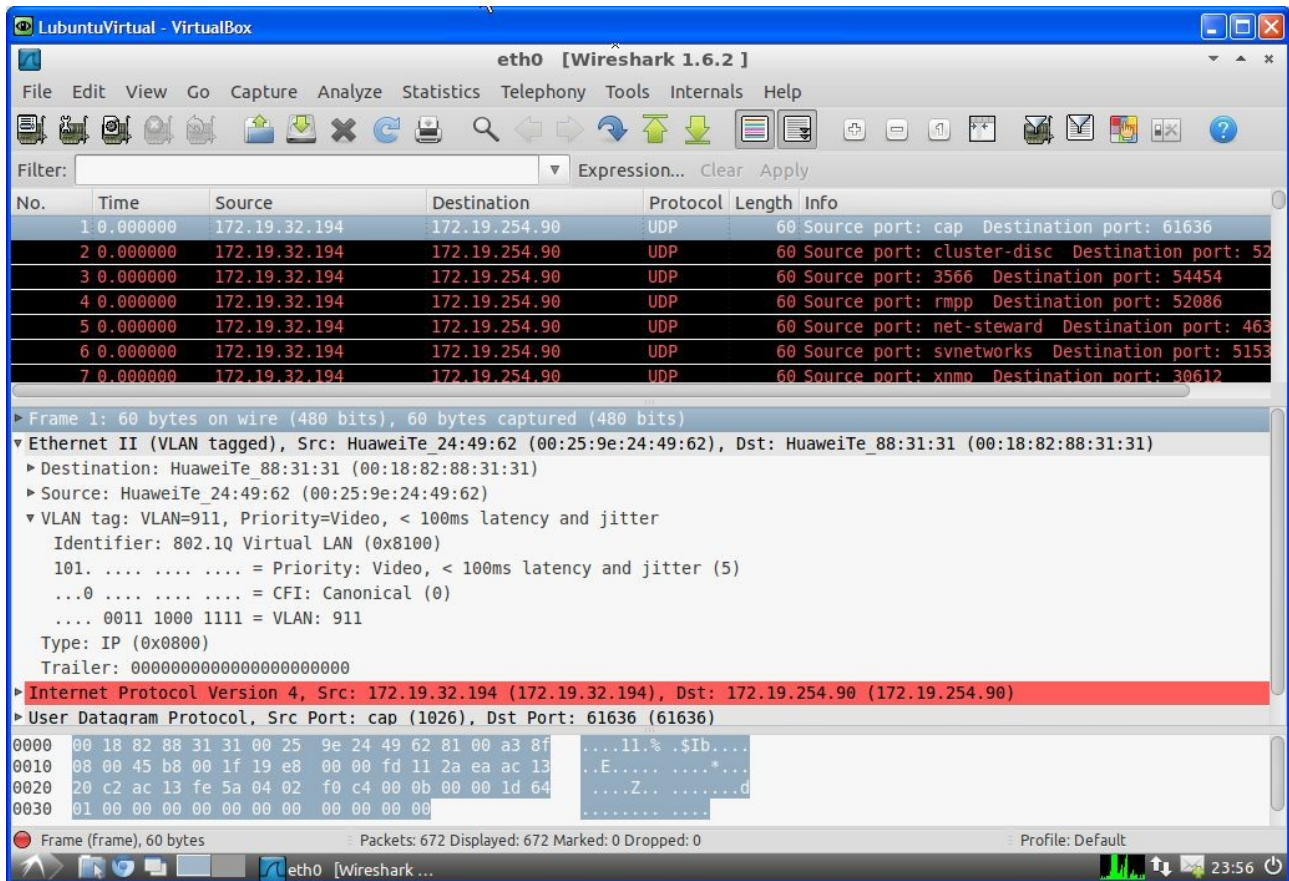 LubuntuVirtual - VirtualBox
eth0 [Wireshark 1.6.2 ]
File Edit View Go Capture Analyze Statistics Telephony Tools Internals Help
Filter: Expression... Clear Apply
No. Time Source Destination Protocol Length Info
1 0.000000 172.19.32.194 172.19.254.90 UDP 60 Source port: cap Destination port: 61636
2 0.000000 172.19.32.194 172.19.254.90 UDP 60 Source port: cluster-disc Destination port: 52
3 0.000000 172.19.32.194 172.19.254.90 UDP 60 Source port: 3566 Destination port: 54454
4 0.000000 172.19.32.194 172.19.254.90 UDP 60 Source port: rmpp Destination port: 52086
5 0.000000 172.19.32.194 172.19.254.90 UDP 60 Source port: net-steward Destination port: 463
6 0.000000 172.19.32.194 172.19.254.90 UDP 60 Source port: svnetworks Destination port: 5153
7 0.000000 172.19.32.194 172.19.254.90 UDP 60 Source port: xnmp Destination port: 30612
Frame 1: 60 bytes on wire (480 bits), 60 bytes captured (480 bits)
Ethernet II (VLAN tagged), Src: HuaweiTe_24:49:62 (00:25:9e:24:49:62), Dst: HuaweiTe_88:31:31 (00:18:82:88:31:31)
Destination: HuaweiTe_88:31:31 (00:18:82:88:31:31)
Source: HuaweiTe_24:49:62 (00:25:9e:24:49:62)
VLAN tag: VLAN=911, Priority=Video, < 100ms latency and jitter
Identifier: 802.1Q Virtual LAN (0x8100)
101. .... .... .... = Priority: Video, < 100ms latency and jitter (5)
...0 .... .... .... = CFI: Canonical (0)
.... 0011 1000 1111 = VLAN: 911
Type: IP (0x0800)
Trailer: 0000000000000000000000
Internet Protocol Version 4, Src: 172.19.32.194 (172.19.32.194), Dst: 172.19.254.90 (172.19.254.90)
User Datagram Protocol, Src Port: cap (1026), Dst Port: 61636 (61636)
0000 00 18 82 88 31 31 00 25 9e 24 49 62 81 00 a3 8f ....11.% .$Ib....
0010 08 00 45 b8 00 1f 19 e8 00 00 fd 11 2a ea ac 13 ..E..... ....*...
0020 20 c2 ac 13 fe 5a 04 02 f0 c4 00 0b 00 00 1d 64 ....Z.. .......d
0030 01 00 00 00 00 00 00 00 00 00 00 00 ........ ....
Frame (frame), 60 bytes Packets: 672 Displayed: 672 Marked: 0 Dropped: 0 Profile: Default
eth0 [Wireshark ... 23:56